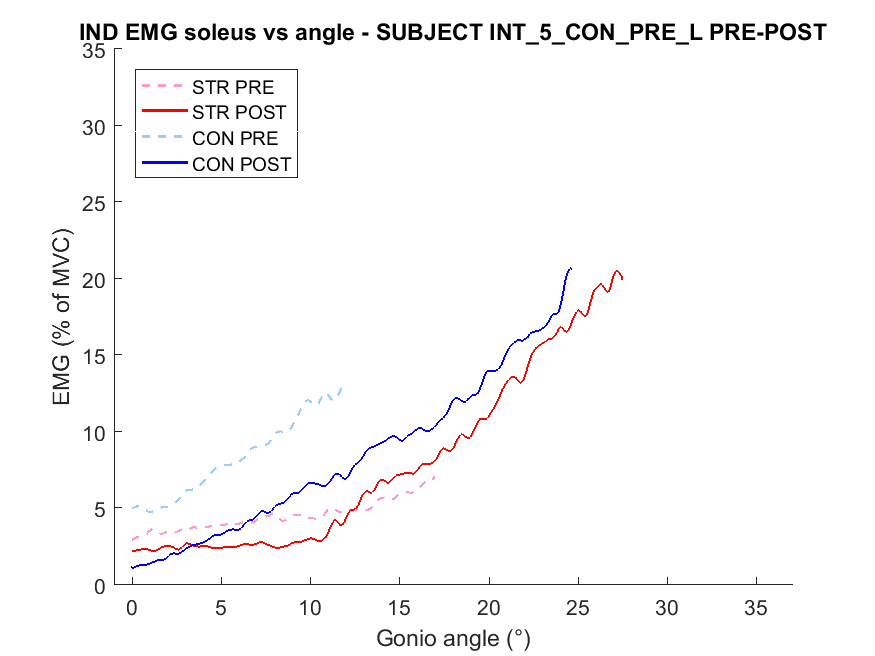 IND EMG soleus vs angle - SUBJECT INT_5_CON_PRE_L PRE-POST
35
30
25
20
15
10
5
0
EMG (% of MVC)
STR PRE
STR POST
CON PRE
CON POST
0 5 10 15 20 25 30 35
Gonio angle (°)